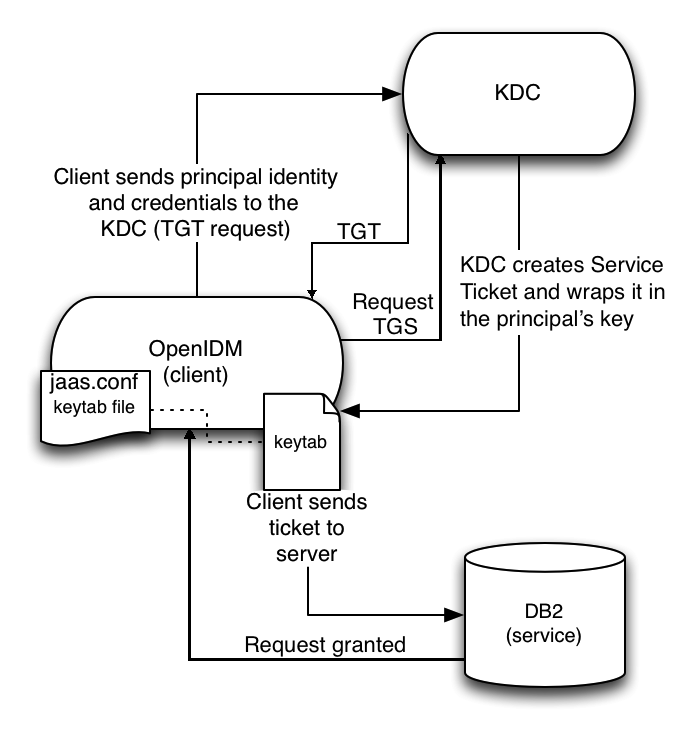 KDC
Client sends principal identity
and credentials to the
KDC (TGT request)
TGT
KDC creates Service
Ticket and wraps it in
the principal's key
Request
TGS
OpenIDM
(client)
jaas.conf
keytab file
keytab
Client sends
ticket to
server
DB2
(service)
Request granted